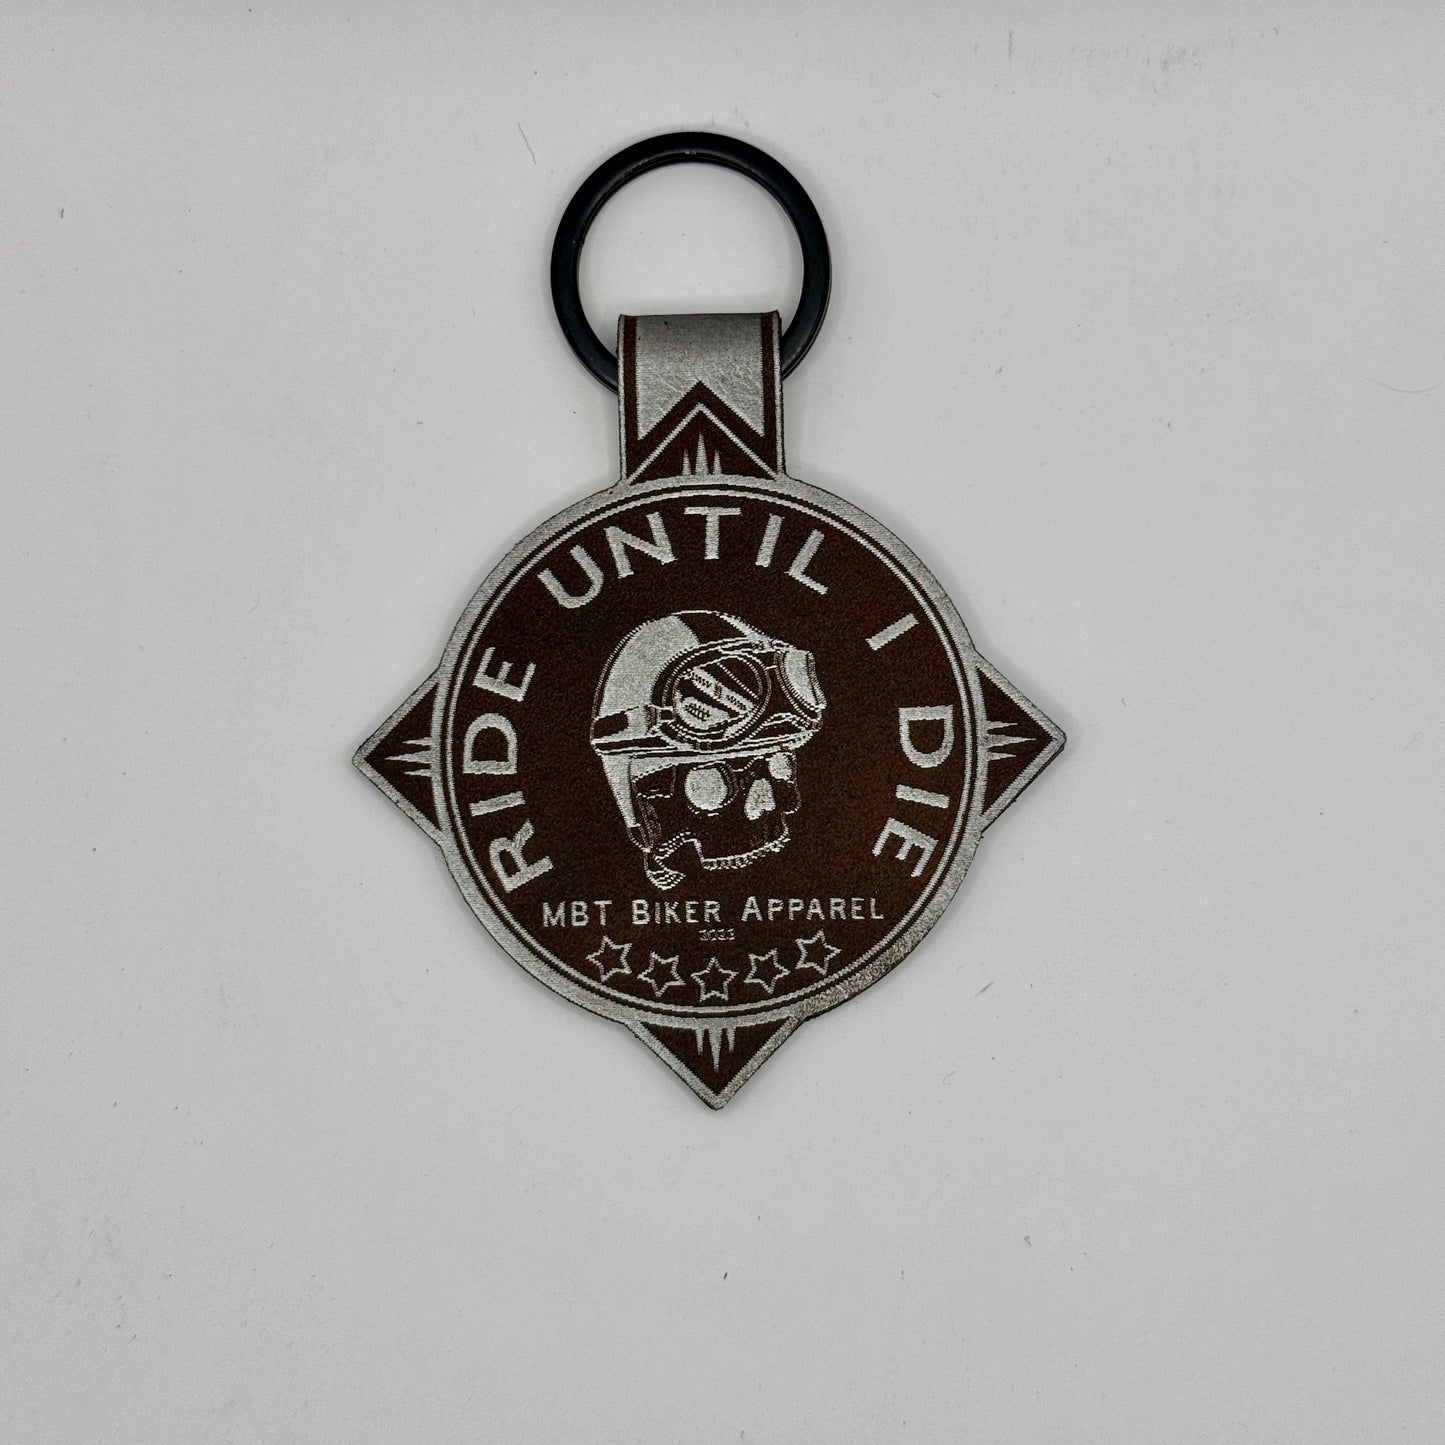 RIDE UNTIL I DIE
MBT BIKER APPAREL